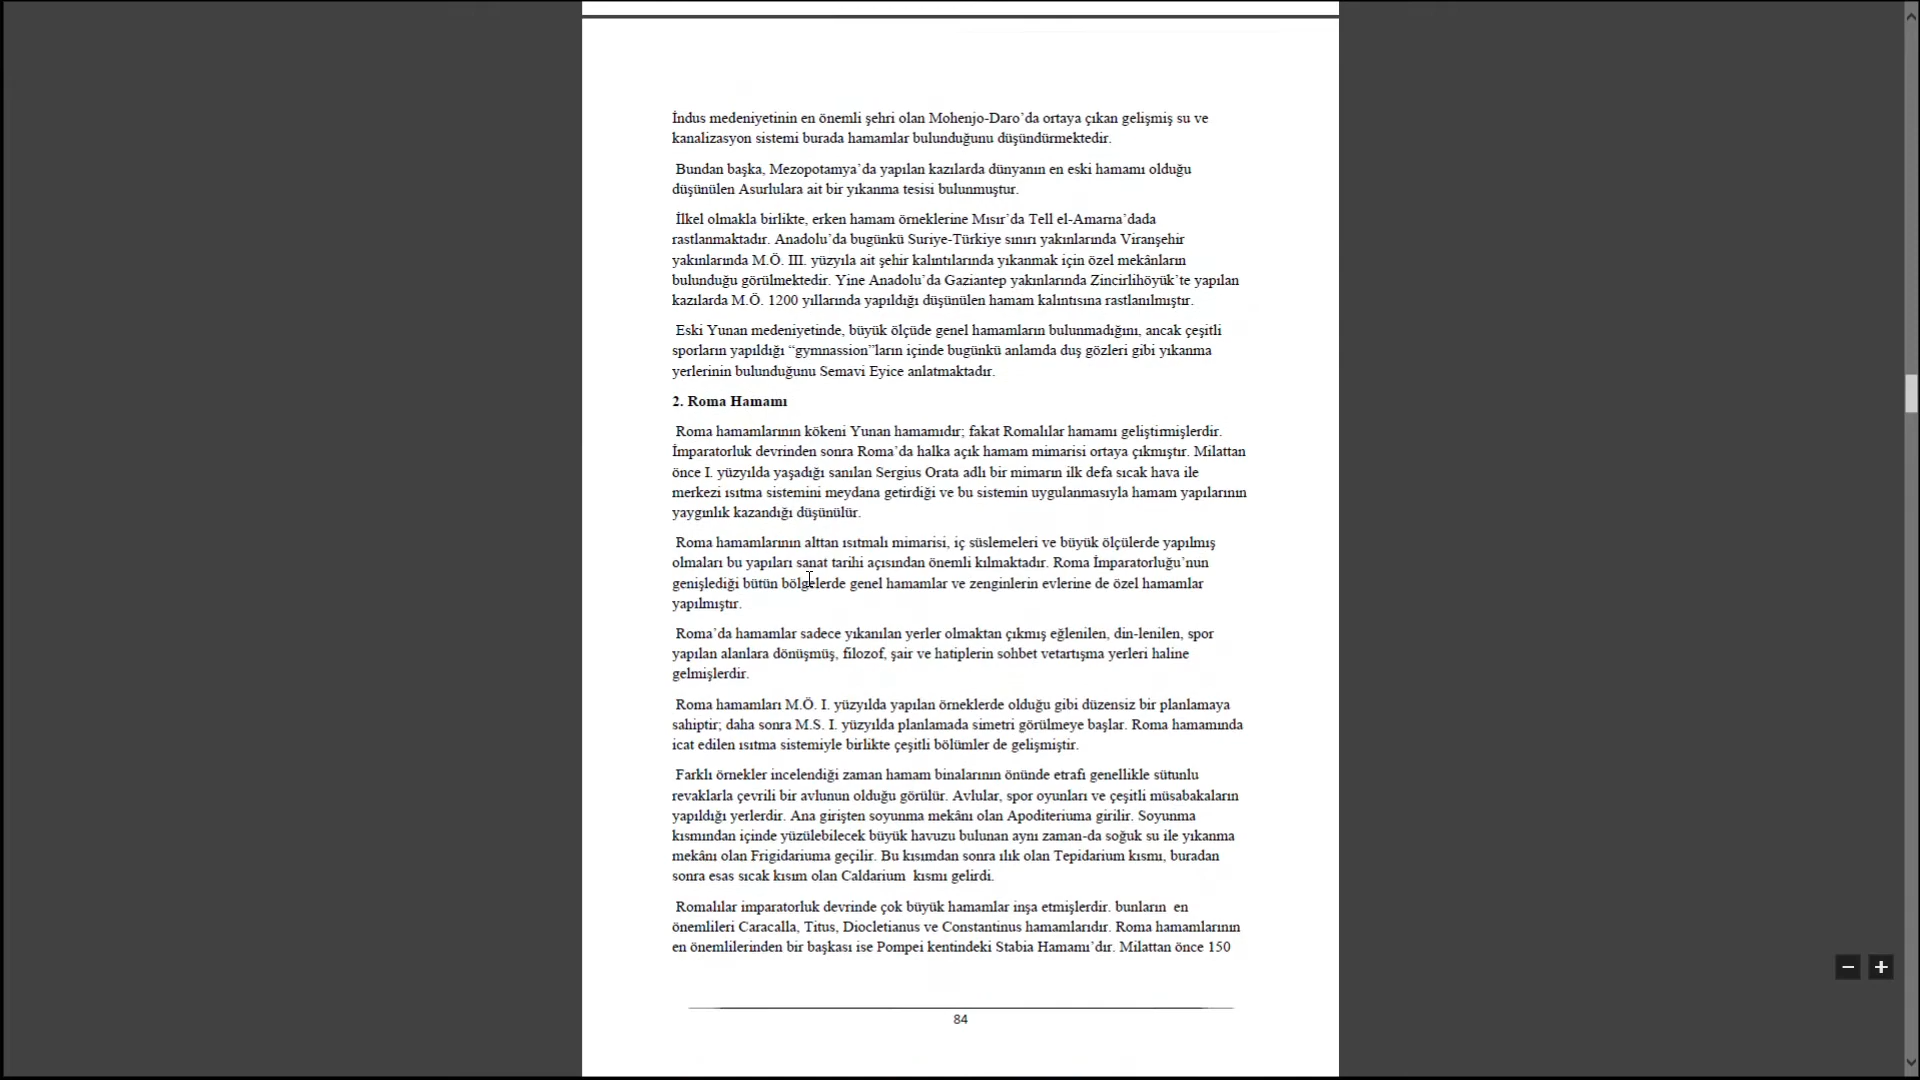 İndus medeniyetinin en önemli şehri olan Mohenjo-Daro’da ortaya çıkan gelişmiş su ve
kanalizasyon sistemi burada hamamlar bulunduğunu düşündürmektedir.
Bundan başka, Mezopotamya’da yapılan kazılarda dünyanın en eski hamamı olduğu
düşünülen Asurlulara ait bir yıkanma tesisi bulunmuştur.
İlkel olmakla birlikte, erken hamam örneklerine Mısır’da Tell el-Amarna’dada
rastlanmaktadır. Anadolu’da bugünkü Suriye-Türkiye sınırı yakınlarında Viranşehir
yakınlarında M.Ö. III. yüzyıla ait şehir kalıntılarında yıkanmak için özel mekânların
bulunduğu görülmektedir. Yine Anadolu’da Gaziantep yakınlarında Zincirlihöyük’te yapılan
kazılarda M.Ö. 1200 yıllarında yapıldığı düşünülen hamam kalıntısına rastlanılmıştır.
Eski Yunan medeniyetinde, büyük ölçüde genel hamamların bulunmadığını, ancak çeşitli
sporların yapıldığı “gymnassion”ların içinde bugünkü anlamda duş gözleri gibi yıkanma
yerlerinin bulunduğunu Semavi Eyice anlatmaktadır.
2. Roma Hamamı
Roma hamamlarının kökeni Yunan hamamıdır; fakat Romalılar hamamı geliştirmişlerdir.
İmparatorluk devrinden sonra Roma’da halka açık hamam mimarisi ortaya çıkmıştır. Milattan
önce I. yüzyılda yaşadığı sanılan Sergius Orata adlı bir mimarın ilk defa sıcak hava ile
merkezi ısıtma sistemini meydana getirdiği ve bu sistemin uygulanmasıyla hamam yapılarının
yaygınlık kazandığı düşünülür.
Roma hamamlarının alttan ısıtmalı mimarisi, iç süslemeleri ve büyük ölçülerde yapılmış
olmaları bu yapıları sanat tarihi açısından önemli kılmaktadır. Roma İmparatorluğu’nun
genişlediği bütün bölgelerde genel hamamlar ve zenginlerin evlerine de özel hamamlar
yapılmıştır.
Roma’da hamamlar sadece yıkanılan yerler olmaktan çıkmış eğlenilen, din-lenilen, spor
yapılan alanlara dönüşmüş, filozof, şair ve hatiplerin sohbet vetartışma yerleri haline
gelmişlerdir.
Roma hamamları M.Ö. I. yüzyılda yapılan örneklerde olduğu gibi düzensiz bir planlamaya
sahiptir; daha sonra M.S. I. yüzyılda planlamada simetri görülmeye başlar. Roma hamamında
icat edilen ısıtma sistemiyle birlikte çeşitli bölümler de gelişmiştir.
Farklı örnekler incelendiği zaman hamam binalarının önünde etrafı genellikle sütunlu
revaklarla çevrili bir avlunun olduğu görülür. Avlular, spor oyunları ve çeşitli müsabakaların
yapıldığı yerlerdir. Ana girişten soyunma mekânı olan Apoditeriuma girilir. Soyunma
kısmından içinde yüzülebilecek büyük havuzu bulunan aynı zaman-da soğuk su ile yıkanma
mekânı olan Frigidariuma geçilir. Bu kısımdan sonra ılık olan Tepidarium kısmı, buradan
sonra esas sıcak kısım olan Caldarium kısmı gelirdi.
Romalılar imparatorluk devrinde çok büyük hamamlar inşa etmişlerdir. bunların en
önemlileri Caracalla, Titus, Diocletianus ve Constantinus hamamlarıdır. Roma hamamlarının
en önemlilerinden bir başkası ise Pompei kentindeki Stabia Hamamı’dır. Milattan önce 150
84